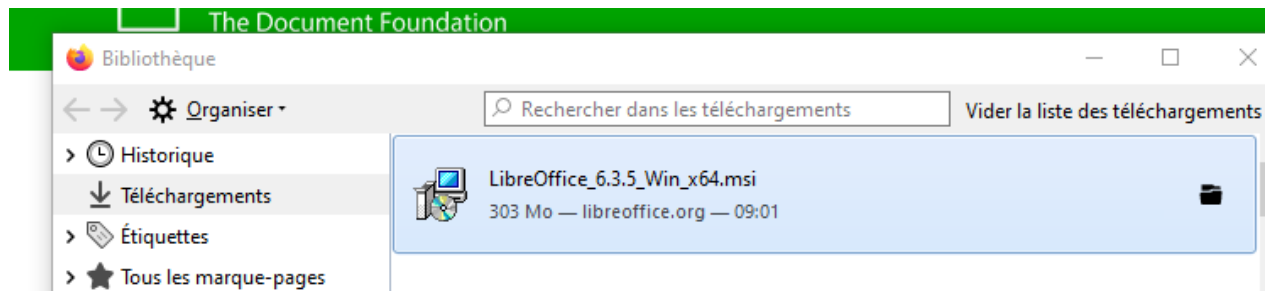 The Document Foundation
Bibliothèque
Organiser
Rechercher dans les téléchargements
Vider la liste des téléchargements
Historique
Téléchargements
Étiquettes
Tous les marque-pages
LibreOffice_6.3.5_Win_x64.msi
303 Mo — libreoffice.org — 09:01